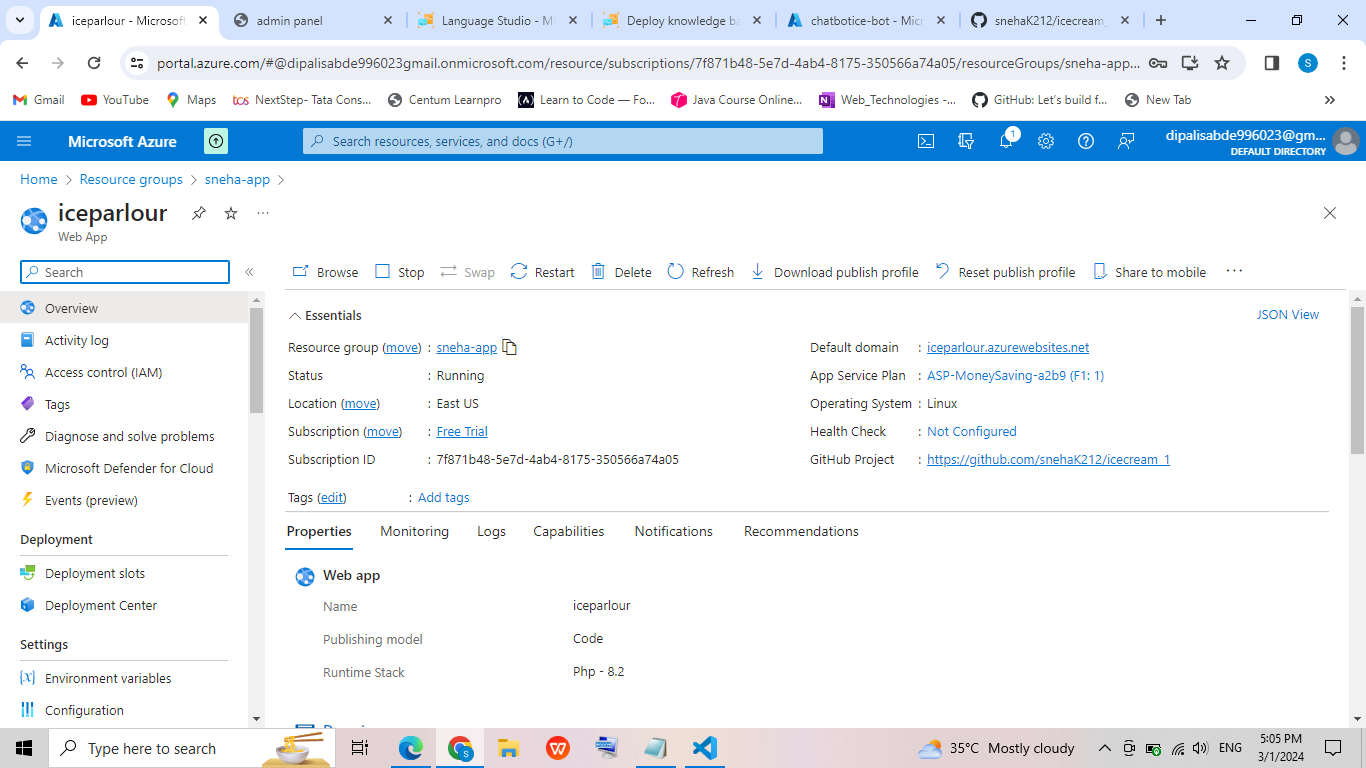 iceparlour - Microsoft
admin panel
Language Studio - Mi
Deploy knowledge ba
chatbotice-bot - Micr
snehaK212/icecream_
portal.azure.com/#@dipalisabde996023gmail.onmicrosoft.com/resource/subscriptions/7f871b48-5e7d-4ab4-8175-350566a74a05/resourceGroups/sneha-app...
S
Gmail
YouTube
Maps
tcs NextStep- Tata Cons...
Centum Learnpro
Learn to Code — Fo...
Java Course Online...
Web_Technologies -...
GitHub: Let's build f...
New Tab
Microsoft Azure
Search resources, services, and docs (G+/)
1
dipalisabde996023@gm...
DEFAULT DIRECTORY
Home > Resource groups > sneha-app >
iceparlour
Web App
Search
Browse
Stop
Swap
Restart
Delete
Refresh
Download publish profile
Reset publish profile
Share to mobile
Overview
Activity log
Access control (IAM)
Tags
Diagnose and solve problems
Microsoft Defender for Cloud
Events (preview)
Deployment
Deployment slots
Deployment Center
Settings
Environment variables
Configuration
Essentials
JSON View
Resource group (move) : sneha-app
Status : Running
Location (move) : East US
Subscription (move) : Free Trial
Subscription ID : 7f871b48-5e7d-4ab4-8175-350566a74a05
Default domain : iceparlour.azurewebsites.net
App Service Plan : ASP-MoneySaving-a2b9 (F1: 1)
Operating System : Linux
Health Check : Not Configured
GitHub Project : https://github.com/snehaK212/icecream_1
Tags (edit) : Add tags
Properties
Monitoring
Logs
Capabilities
Notifications
Recommendations
Web app
Name iceparlour
Publishing model Code
Runtime Stack Php - 8.2
Type here to search
35°C Mostly cloudy
ENG
5:05 PM
3/1/2024